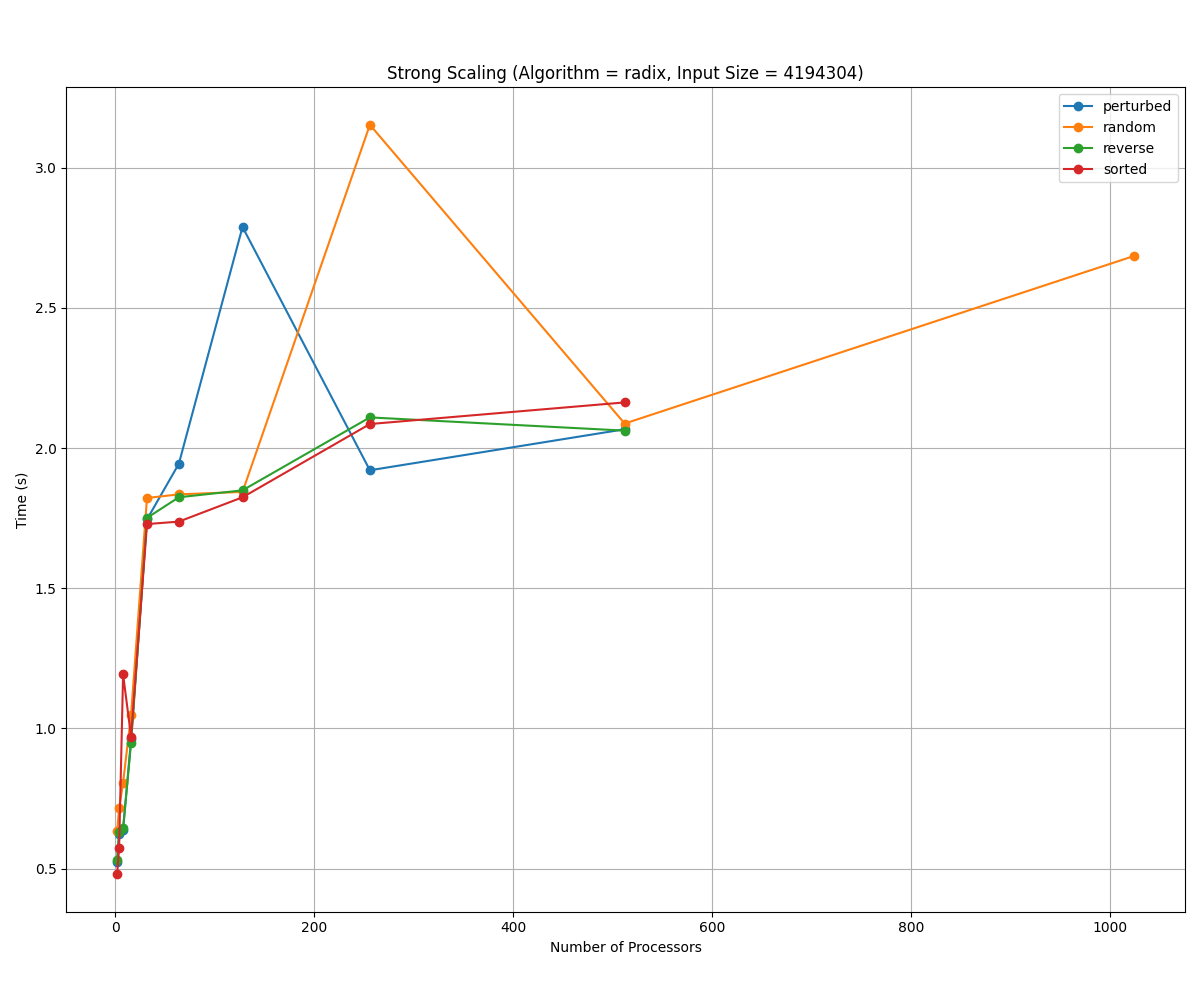 Strong Scaling (Algorithm = radix, Input Size = 4194304)
perturbed
random
reverse
sorted
3.0
2.5
2.0
1.5
1.0
0.5
Time (s)
0 200 400 600 800 1000
Number of Processors